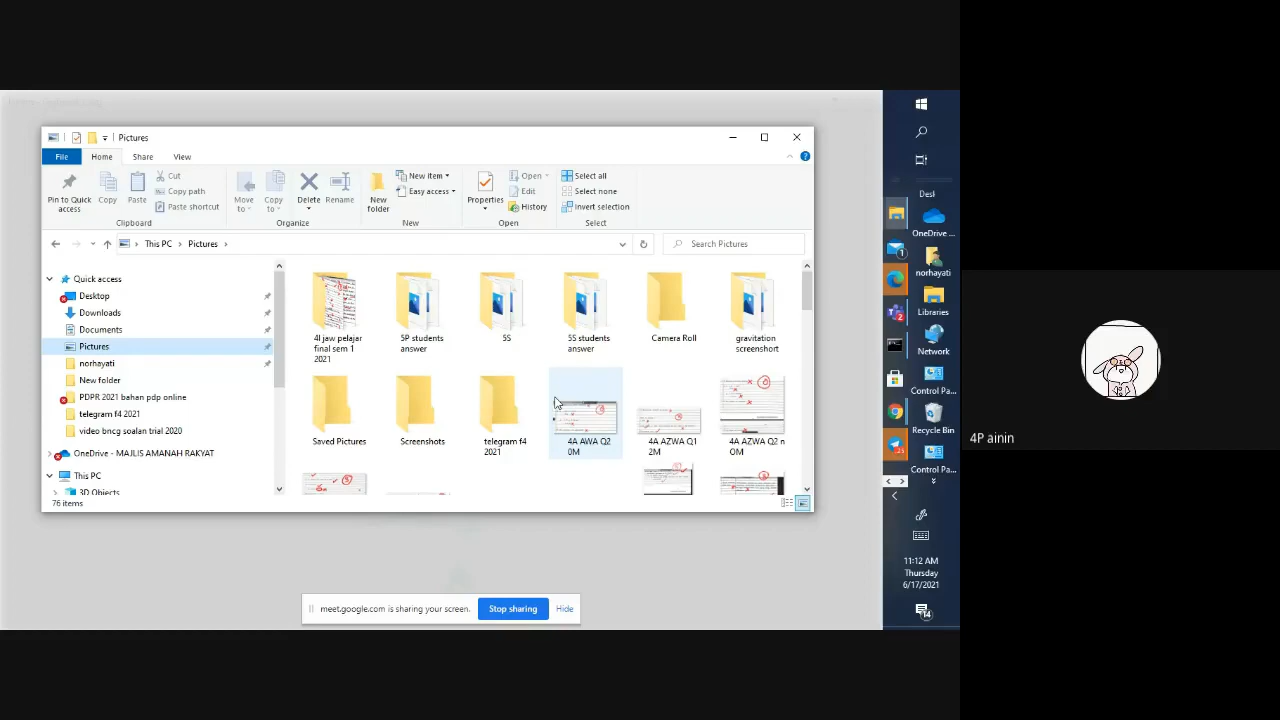 Pictures
File Home Share View
Pin to Quick access
Copy
Paste
Cut
Copy path
Paste shortcut
Clipboard
Move to
Copy to
Delete
Rename
Organize
New folder
New item
Easy access
New
Properties
Open
Edit
History
Open
Select all
Select none
Invert selection
Select
This PC Pictures
Search Pictures
Quick access
Desktop
Downloads
Documents
Pictures
norhayati
New folder
PDPR 2021 bahan pdp online
telegram f4 2021
video bncg soalan trial 2020
OneDrive - MAJLIS AMANAH RAKYAT
This PC
3D Objects
4I jaw pelajar final sem 1 2021
5P students answer
5S
5S students answer
Camera Roll
gravitation screenshort
Saved Pictures
Screenshots
telegram f4 2021
4A AWA Q2 0M
4A AZWA Q1 2M
4A AZWA Q2 n OM
76 items
meet.google.com is sharing your screen.
Stop sharing
Hide
Desl
OneDrive ...
norhayati
Libraries
Network
Control Pa...
Recycle Bin
Control Pa...
11:12 AM
Thursday
6/17/2021
14
4P ainin